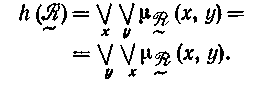 h (ℛ̰) = ⋁ₓ ⋁ᵧ μ_ℛ̰ (x, y) =
= ⋁ᵧ ⋁ₓ μ_ℛ̰ (x, y).